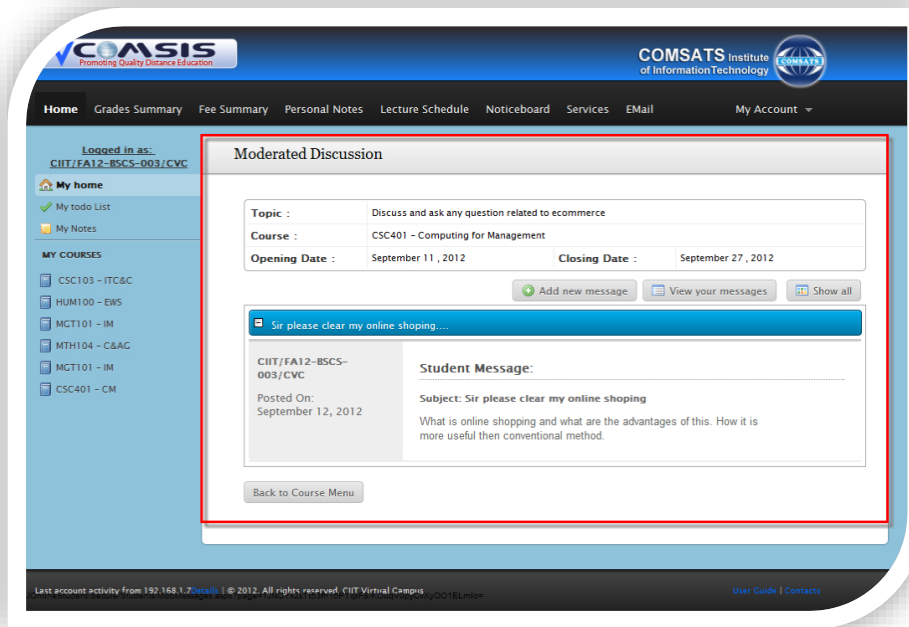 VCOMSIS
Promoting Quality Distance Education
COMSATS Institute
of InformationTechnology
COMSATS
Home Grades Summary Fee Summary Personal Notes Lecture Schedule Noticeboard Services EMail My Account
Logged in as:
CIIT/FA12-BSCS-003/CVC
My home
My todo List
My Notes
MY COURSES
CSC103 - ITC&C
HUM100 - EWS
MGT101 - IM
MTH104 - C&AG
MGT101 - IM
CSC401 - CM
Moderated Discussion
Topic : Discuss and ask any question related to ecommerce
Course : CSC401 - Computing for Management
Opening Date : September 11 , 2012 Closing Date : September 27 , 2012
Add new message View your messages Show all
Sir please clear my online shoping....
CIIT/FA12-BSCS-
003/CVC
Posted On:
September 12, 2012
Student Message:
Subject: Sir please clear my online shoping
What is online shopping and what are the advantages of this. How it is
more useful then conventional method.
Back to Course Menu
Last account activity from 192.168.1.7 Details | © 2012. All rights reserved. CIIT Virtual Campus
User Guide | Contacts